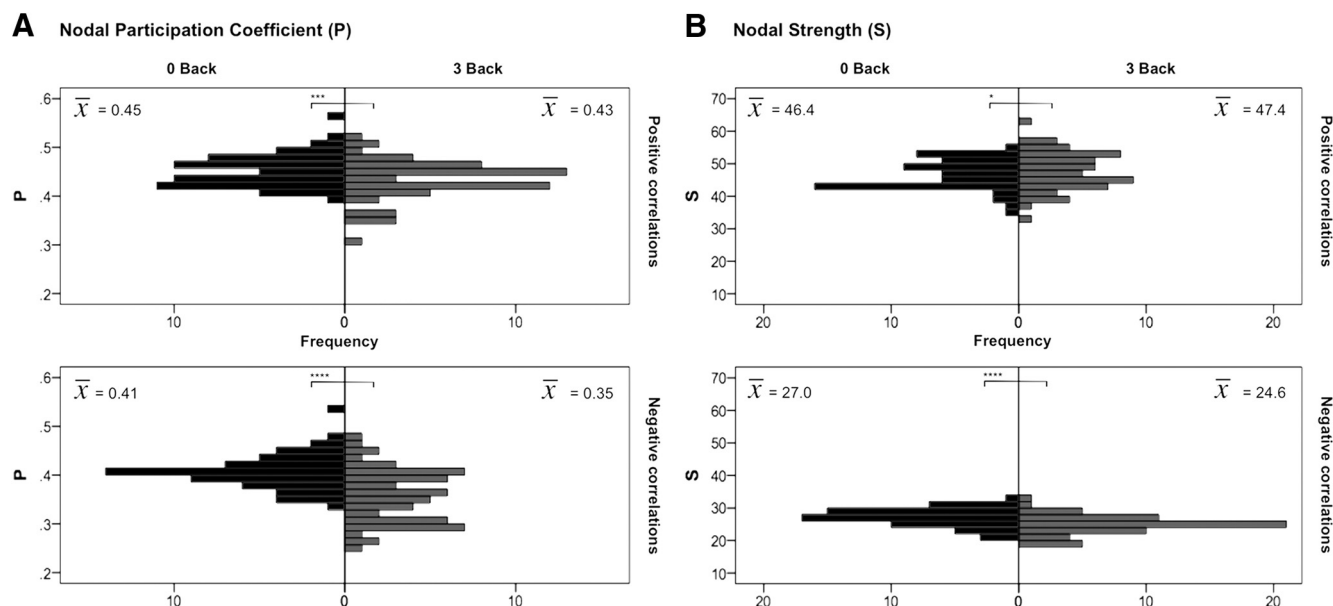 A Nodal Participation Coefficient (P)
0 Back 3 Back
.6
.5
.4
.3
.2
P
x̅ = 0.45
***
x̅ = 0.43
Positive correlations
10 0 10
Frequency
.6
.5
.4
.3
.2
P
x̅ = 0.41
****
x̅ = 0.35
Negative correlations
10 0 10
B Nodal Strength (S)
0 Back 3 Back
70
60
50
40
30
20
10
S
x̅ = 46.4
*
x̅ = 47.4
Positive correlations
20 10 0 10 20
Frequency
70
60
50
40
30
20
10
S
x̅ = 27.0
****
x̅ = 24.6
Negative correlations
20 10 0 10 20